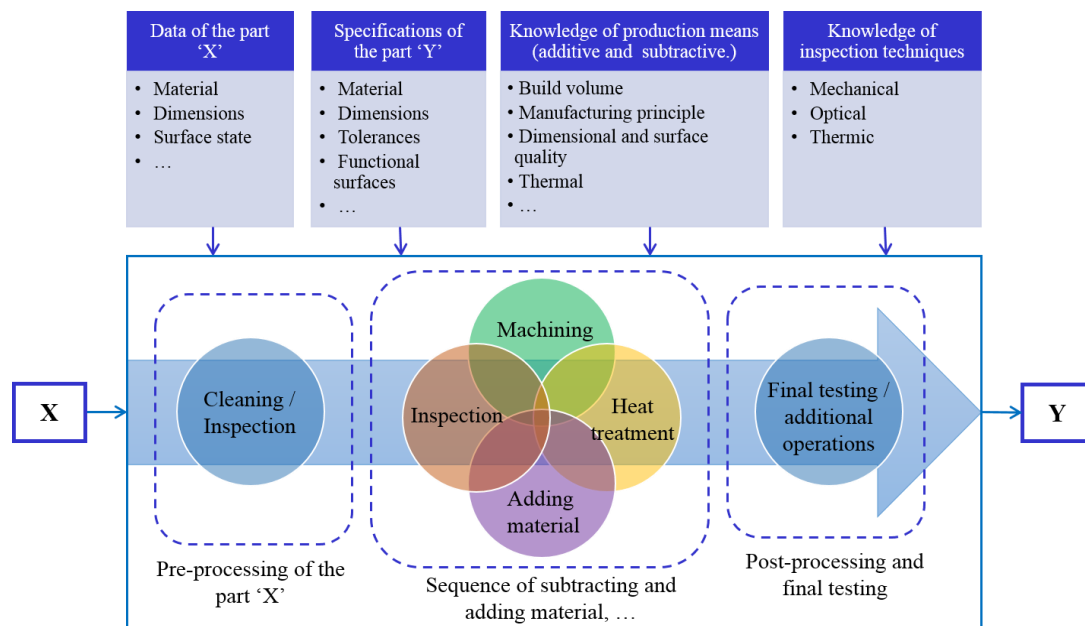 Data of the part
‘X’
• Material
• Dimensions
• Surface state
• …
Specifications of
the part ‘Y’
• Material
• Dimensions
• Tolerances
• Functional
surfaces
• …
Knowledge of production means
(additive and subtractive.)
• Build volume
• Manufacturing principle
• Dimensional and surface
quality
• Thermal
• …
Knowledge of
inspection techniques
• Mechanical
• Optical
• Thermic
X
Cleaning /
Inspection
Pre-processing of the
part ‘X’
Machining
Inspection
Heat
treatment
Adding
material
Sequence of subtracting and
adding material, …
Final testing /
additional
operations
Post-processing and
final testing
Y